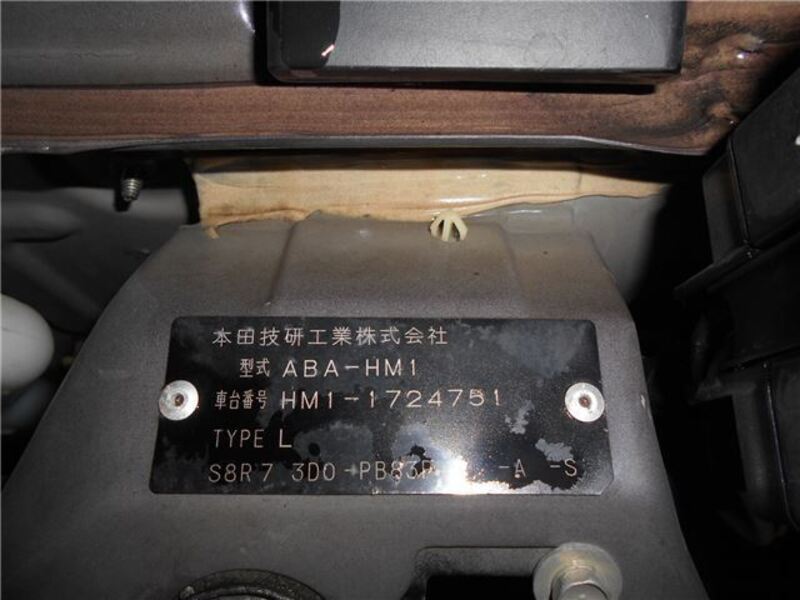 本田技研工業株式会社
型式 ABA-HM1
車台番号 HM1-1724751
TYPE L
S8R7 3D0-PB83P -A -S